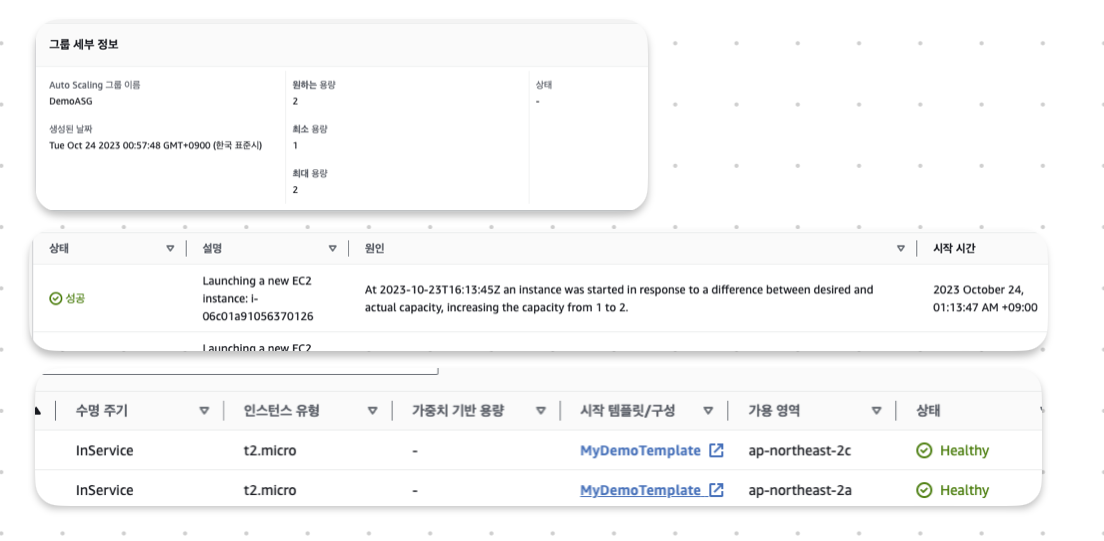 그룹 세부 정보
Auto Scaling 그룹 이름
DemoASG
생성된 날짜
Tue Oct 24 2023 00:57:48 GMT+0900 (한국 표준시)
원하는 용량
2
최소 용량
1
최대 용량
2
상태
-
상태 설명 원인 시작 시간
성공
Launching a new EC2
instance: i-
06c01a91056370126
At 2023-10-23T16:13:45Z an instance was started in response to a difference between desired and
actual capacity, increasing the capacity from 1 to 2.
2023 October 24,
01:13:47 AM +09:00
Launching a new EC2
수명 주기 인스턴스 유형 가중치 기반 용량 시작 템플릿/구성 가용 영역 상태
InService t2.micro - MyDemoTemplate ap-northeast-2c Healthy
InService t2.micro - MyDemoTemplate ap-northeast-2a Healthy